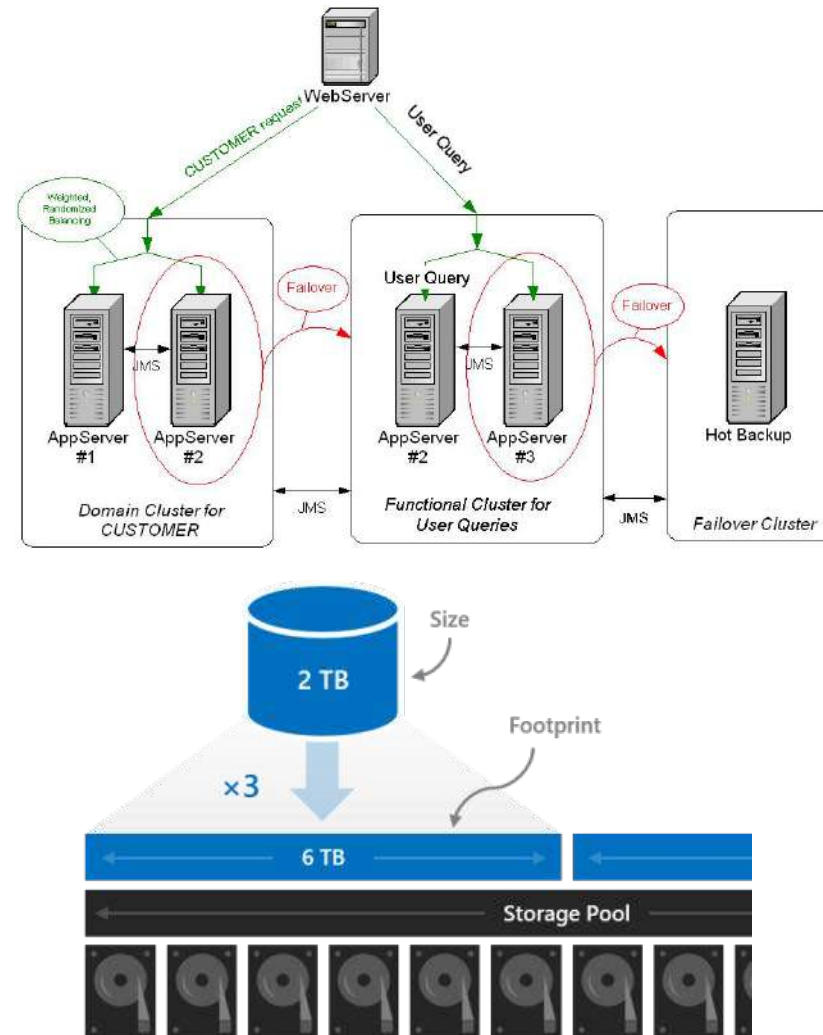 WebServer
CUSTOMER request
User Query
Weighted,
Randomized
Balancing
User Query
Failover
Failover
JMS
JMS
AppServer
#1
AppServer
#2
AppServer
#2
AppServer
#3
Hot Backup
Domain Cluster for
CUSTOMER
JMS
Functional Cluster for
User Queries
JMS
Failover Cluster
Size
2 TB
Footprint
×3
6 TB
Storage Pool